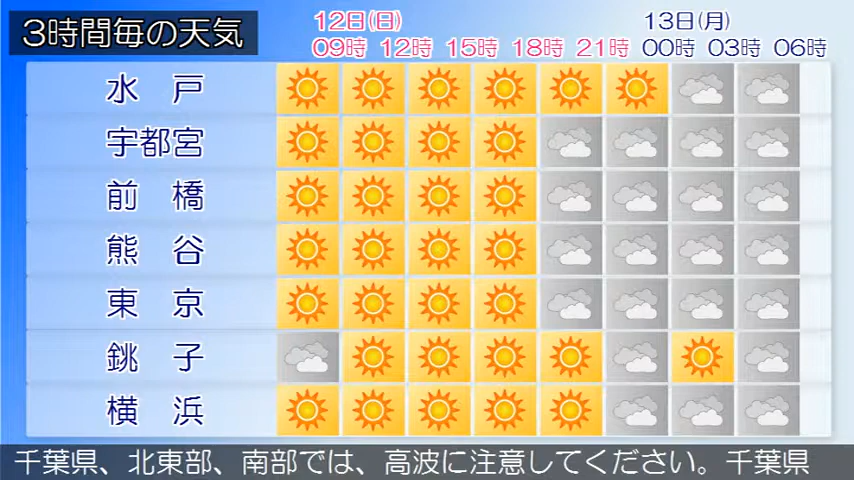 3時間毎の天気
12日(日) 13日(月)
09時 12時 15時 18時 21時 00時 03時 06時
水 戸
宇都宮
前 橋
熊 谷
東 京
銚 子
横 浜
千葉県、北東部、南部では、高波に注意してください。千葉県